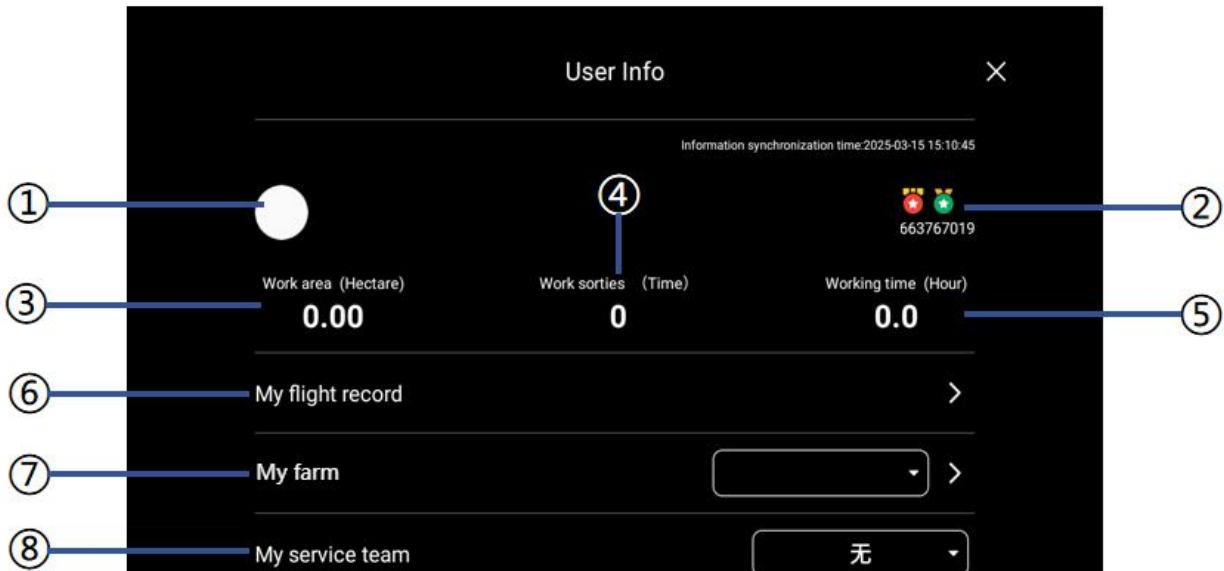 User Info
Information synchronization time:2025-03-15 15:10:45
① ④ ②
663767019
Work area (Hectare) Work sorties (Time) Working time (Hour)
③ 0.00 0 0.0 ⑤
⑥ My flight record
⑦ My farm
⑧ My service team 无